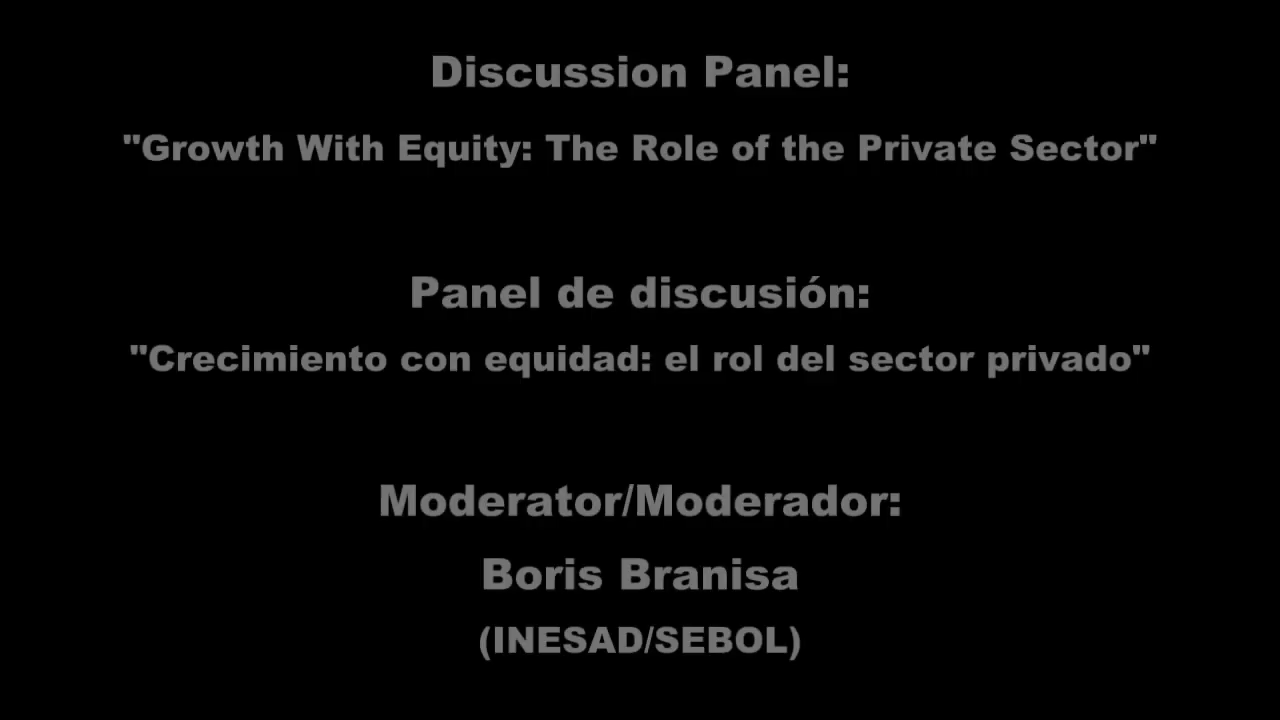 Discussion Panel:
"Growth With Equity: The Role of the Private Sector"
Panel de discusión:
"Crecimiento con equidad: el rol del sector privado"
Moderator/Moderador:
Boris Branisa
(INESAD/SEBOL)